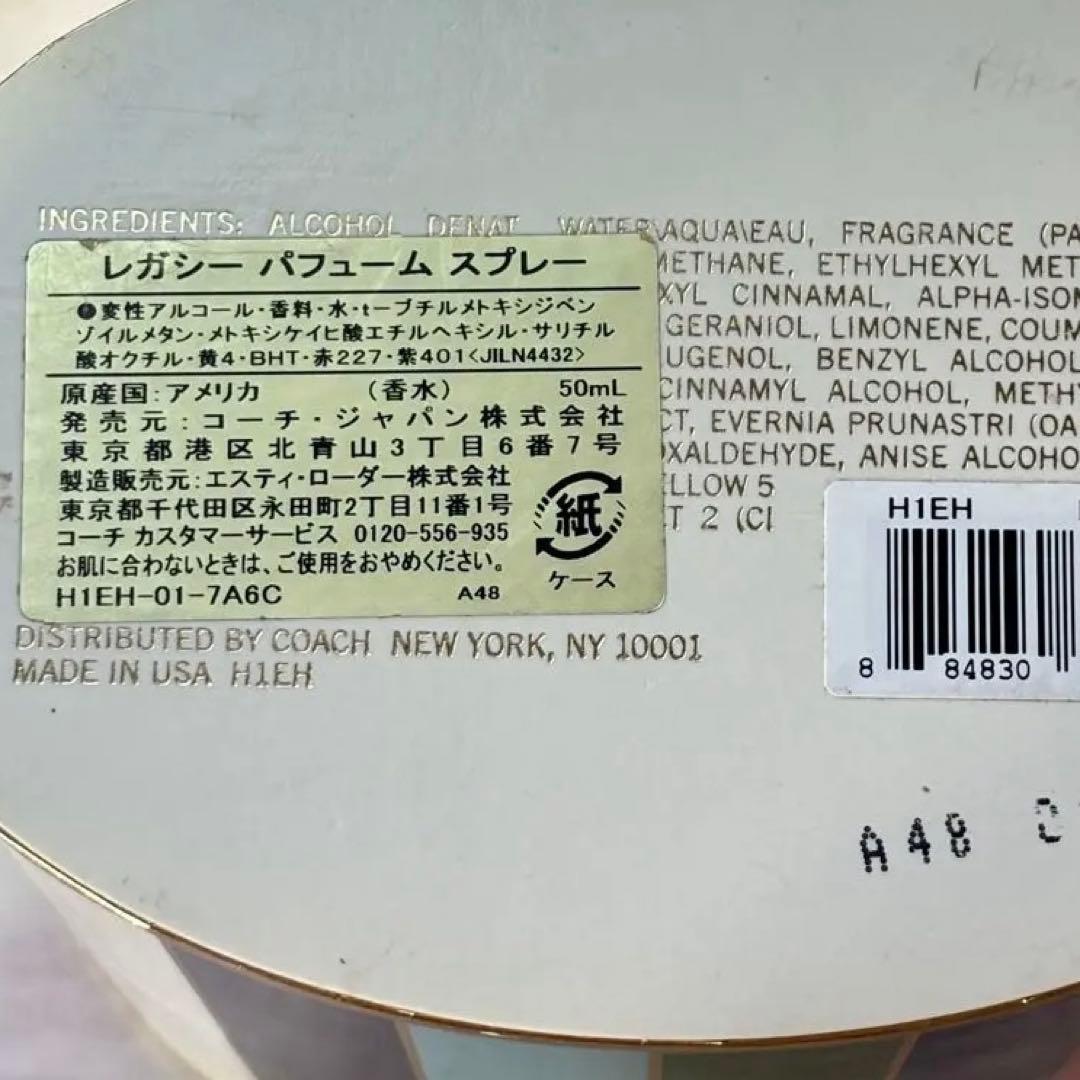 INGREDIENTS: ALCOHOL DENAT WATER\AQUA\EAU, FRAGRANCE (PA
METHANE, ETHYLHEXYL MET
XYL CINNAMAL, ALPHA-ISOM
GERANIOL, LIMONENE, COUM
UGENOL, BENZYL ALCOHOL
CINNAMYL ALCOHOL, METHY
CT, EVERNIA PRUNASTRI (OA
OXALDEHYDE, ANISE ALCOHO
ELLOW 5
T 2 (CI
レガシー パフューム スプレー
変性アルコール・香料・水・t-ブチルメトキシジベン
ゾイルメタン・メトキシケイヒ酸エチルヘキシル・サリチル
酸オクチル・黄4・BHT・赤227・紫401<JILN4432>
原産国:アメリカ (香水) 50mL
発売元:コーチ・ジャパン株式会社
東京都港区北青山3丁目6番7号
製造販売元:エスティ・ローダー株式会社
東京都千代田区永田町2丁目11番1号
コーチ カスタマーサービス 0120-556-935
お肌に合わないときは、ご使用をおやめください。
H1EH-01-7A6C A48
紙
ケース
DISTRIBUTED BY COACH NEW YORK, NY 10001
MADE IN USA H1EH
H1EH
8 84830
A48